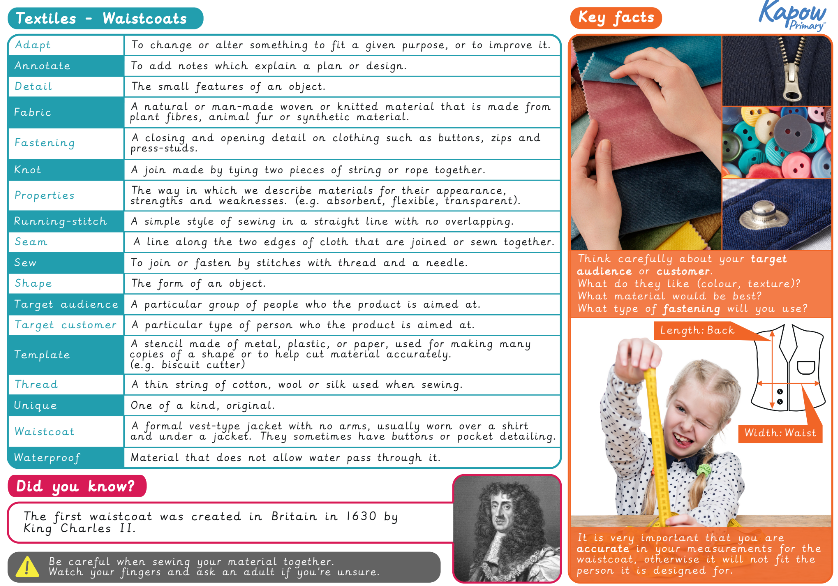 Textiles - Waistcoats
Adapt
To change or alter something to fit a given purpose, or to improve it.
Annotate
To add notes which explain a plan or design.
Detail
The small features of an object.
Fabric
A natural or man-made woven or knitted material that is made from
plant fibres, animal fur or synthetic material.
Fastening
A closing and opening detail on clothing such as buttons, zips and
press-studs.
Knot
A join made by tying two pieces of string or rope together.
Properties
The way in which we describe materials for their appearance,
strengths and weaknesses. (e.g. absorbent, flexible, transparent).
Running-stitch
A simple style of sewing in a straight line with no overlapping.
Seam
A line along the two edges of cloth that are joined or sewn together.
Sew
To join or fasten by stitches with thread and a needle.
Shape
The form of an object.
Target audience
A particular group of people who the product is aimed at.
Target customer
A particular type of person who the product is aimed at.
Template
A stencil made of metal, plastic, or paper, used for making many
copies of a shape or to help cut material accurately.
(e.g. biscuit cutter)
Thread
A thin string of cotton, wool or silk used when sewing.
Unique
One of a kind, original.
Waistcoat
A formal vest-type jacket with no arms, usually worn over a shirt
and under a jacket. They sometimes have buttons or pocket detailing.
Waterproof
Material that does not allow water pass through it.
Did you know?
The first waistcoat was created in Britain in 1630 by
King Charles II.
Be careful when sewing your material together.
Watch your fingers and ask an adult if you're unsure.
Key facts
Kapow
Primary
Think carefully about your target
audience or customer.
What do they like (colour, texture)?
What material would be best?
What type of fastening will you use?
Length: Back
Width: Waist
It is very important that you are
accurate in your measurements for the
waistcoat, otherwise it will not fit the
person it is designed for.